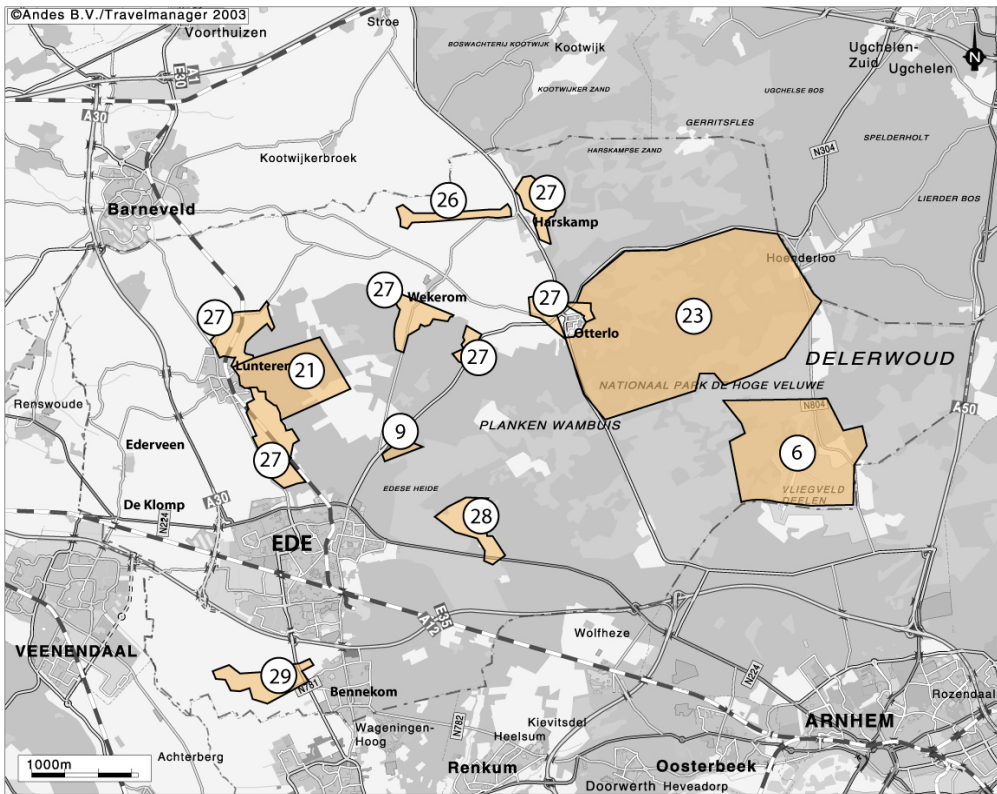 ©Andes B.V./Travelmanager 2003
Stroe
Voorthuizen
BOSWACHTERIJ KOOTWIJK
Kootwijk
Ugchelen-
Zuid
Ugchelen
N
A1
E30
A30
KOOTWIJKER ZAND
UGCHELSE BOS
GERRITSFLES
SPELDERHOLT
HARSKAMPSE ZAND
N304
Kootwijkerbroek
LIERDER BOS
Barneveld
26
27
Harskamp
Hoenderloo
27
Wekerom
27
23
27
Otterlo
27
Lunteren
21
DELERWOUD
NATIONAAL PARK DE HOGE VELUWE
Renswoude
N804
A50
PLANKEN WAMBUIS
9
Ederveen
27
6
EDESE HEIDE
VLIEGVELD
DEELEN
De Klomp
A30
N224
28
EDE
E35
A12
Wolfheze
VEENENDAAL
29
N781
Bennekom
N224
Rozendaal
Kievitsdel
ARNHEM
Wageningen-
Hoog
N782
Heelsum
Velp
Achterberg
1000m
Renkum
Oosterbeek
Doorwerth
Heveadorp